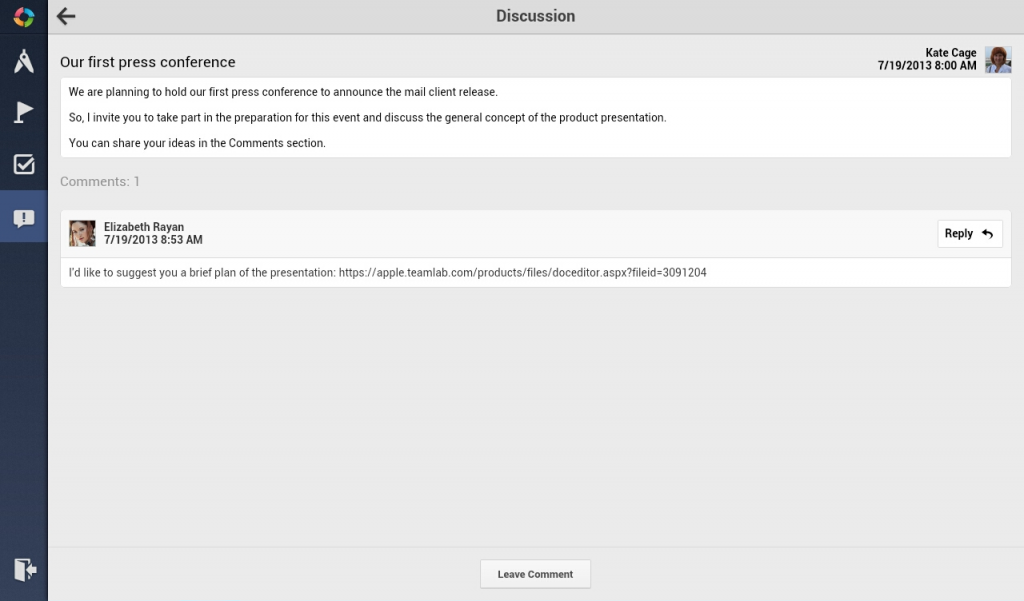 Discussion
Our first press conference
Kate Cage
7/19/2013 8:00 AM
We are planning to hold our first press conference to announce the mail client release.
So, I invite you to take part in the preparation for this event and discuss the general concept of the product presentation.
You can share your ideas in the Comments section.
Comments: 1
Elizabeth Rayan
7/19/2013 8:53 AM
Reply
I'd like to suggest you a brief plan of the presentation: https://apple.teamlab.com/products/files/doceditor.aspx?fileid=3091204
Leave Comment